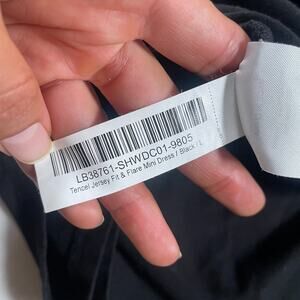 LB38761-SHWDC01-9805
Tencel Jersey Fit & Flare Mini Dress / Black / L